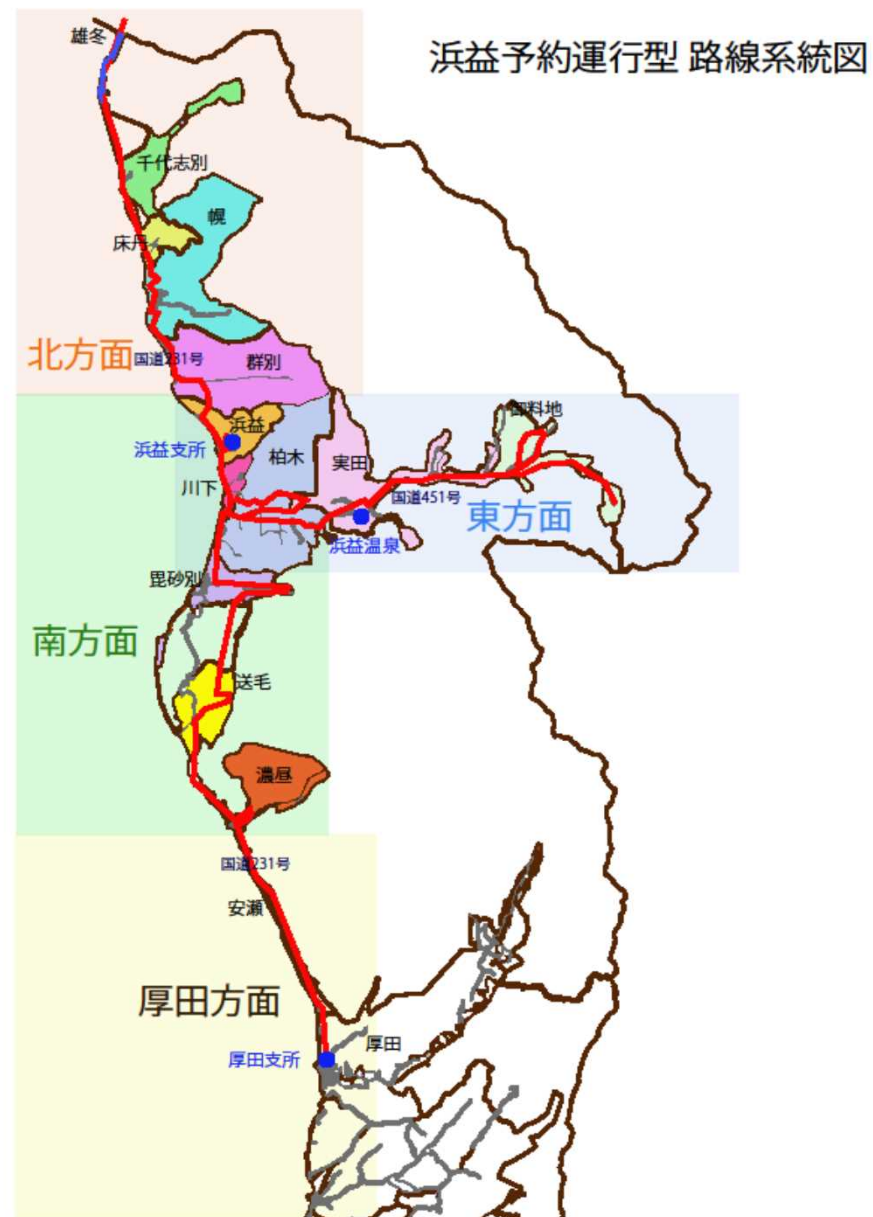 浜益予約運行型 路線系統図
雄冬
千代志別
幌
床丹
北方面
国道231号
群別
浜益
浜益支所
柏木
実田
御料地
川下
国道451号
東方面
浜益温泉
毘砂別
南方面
送毛
濃昼
国道231号
安瀬
厚田方面
厚田
厚田支所